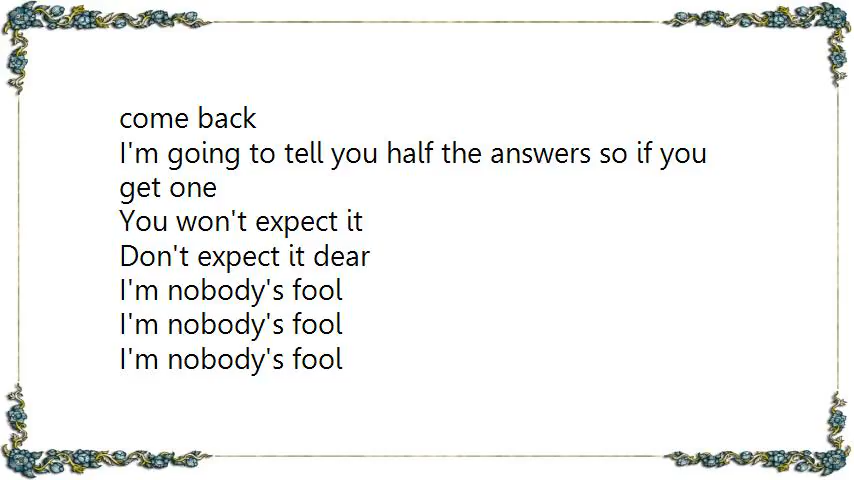 come back
I'm going to tell you half the answers so if you
get one
You won't expect it
Don't expect it dear
I'm nobody's fool
I'm nobody's fool
I'm nobody's fool